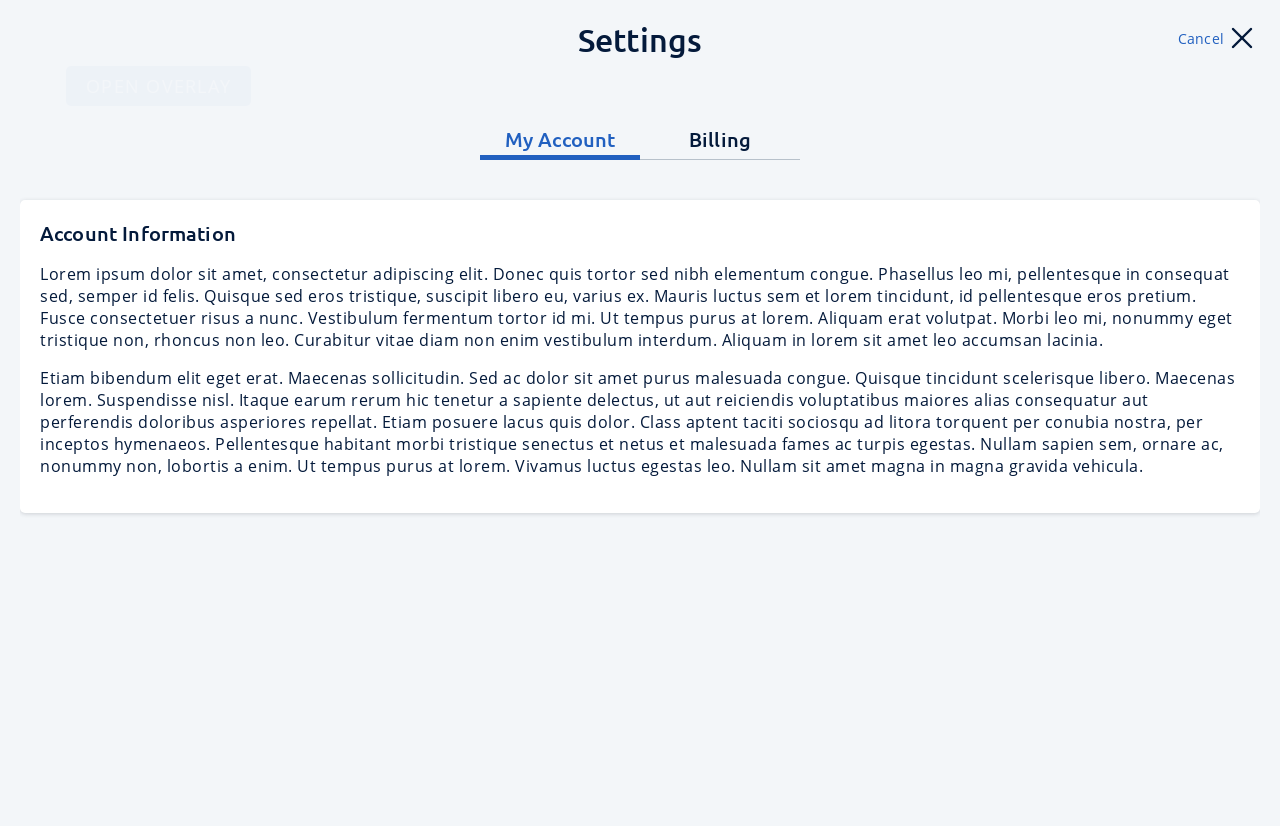 Settings
Cancel
OPEN OVERLAY
My Account
Billing
Account Information
Lorem ipsum dolor sit amet, consectetur adipiscing elit. Donec quis tortor sed nibh elementum congue. Phasellus leo mi, pellentesque in consequat
sed, semper id felis. Quisque sed eros tristique, suscipit libero eu, varius ex. Mauris luctus sem et lorem tincidunt, id pellentesque eros pretium.
Fusce consectetuer risus a nunc. Vestibulum fermentum tortor id mi. Ut tempus purus at lorem. Aliquam erat volutpat. Morbi leo mi, nonummy eget
tristique non, rhoncus non leo. Curabitur vitae diam non enim vestibulum interdum. Aliquam in lorem sit amet leo accumsan lacinia.
Etiam bibendum elit eget erat. Maecenas sollicitudin. Sed ac dolor sit amet purus malesuada congue. Quisque tincidunt scelerisque libero. Maecenas
lorem. Suspendisse nisl. Itaque earum rerum hic tenetur a sapiente delectus, ut aut reiciendis voluptatibus maiores alias consequatur aut
perferendis doloribus asperiores repellat. Etiam posuere lacus quis dolor. Class aptent taciti sociosqu ad litora torquent per conubia nostra, per
inceptos hymenaeos. Pellentesque habitant morbi tristique senectus et netus et malesuada fames ac turpis egestas. Nullam sapien sem, ornare ac,
nonummy non, lobortis a enim. Ut tempus purus at lorem. Vivamus luctus egestas leo. Nullam sit amet magna in magna gravida vehicula.